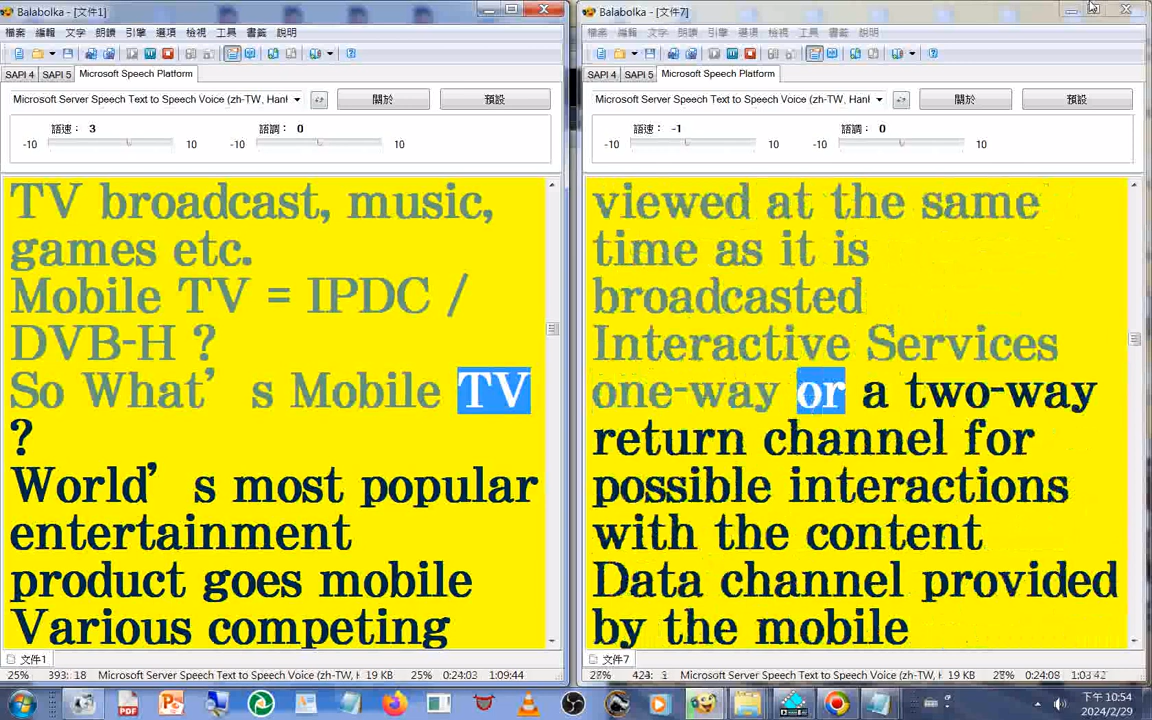 Balabolka - [文件1]
檔案 編輯 文字 朗讀 引擎 選項 檢視 工具 書籤 說明
SAPI 4 SAPI 5 Microsoft Speech Platform
Microsoft Server Speech Text to Speech Voice (zh-TW, Hanl
關於 預設
語速： 3 語調： 0
-10 10 -10 10
TV broadcast, music,
games etc.
Mobile TV = IPDC /
DVB-H ?
So What’s Mobile TV
?
World’s most popular
entertainment
product goes mobile
Various competing
文件1
25% 393: 18 Microsoft Server Speech Text to Speech Voice (zh-TW, H 19 KB 25% 0:24:03 1:09:44
Balabolka - [文件7]
檔案 編輯 文字 朗讀 引擎 選項 檢視 工具 書籤 說明
SAPI 4 SAPI 5 Microsoft Speech Platform
Microsoft Server Speech Text to Speech Voice (zh-TW, Hanl
關於 預設
語速： -1 語調： 0
-10 10 -10 10
viewed at the same
time as it is
broadcasted
Interactive Services
one-way or a two-way
return channel for
possible interactions
with the content
Data channel provided
by the mobile
文件7
Microsoft Server Speech Text to Speech Voice (zh-TW, H 19 KB 0:24:08
下午 10:54
2024/2/29